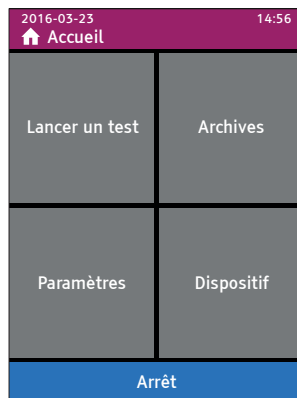 2016-03-23 14:56
Accueil
Lancer un test Archives
Paramètres Dispositif
Arrêt